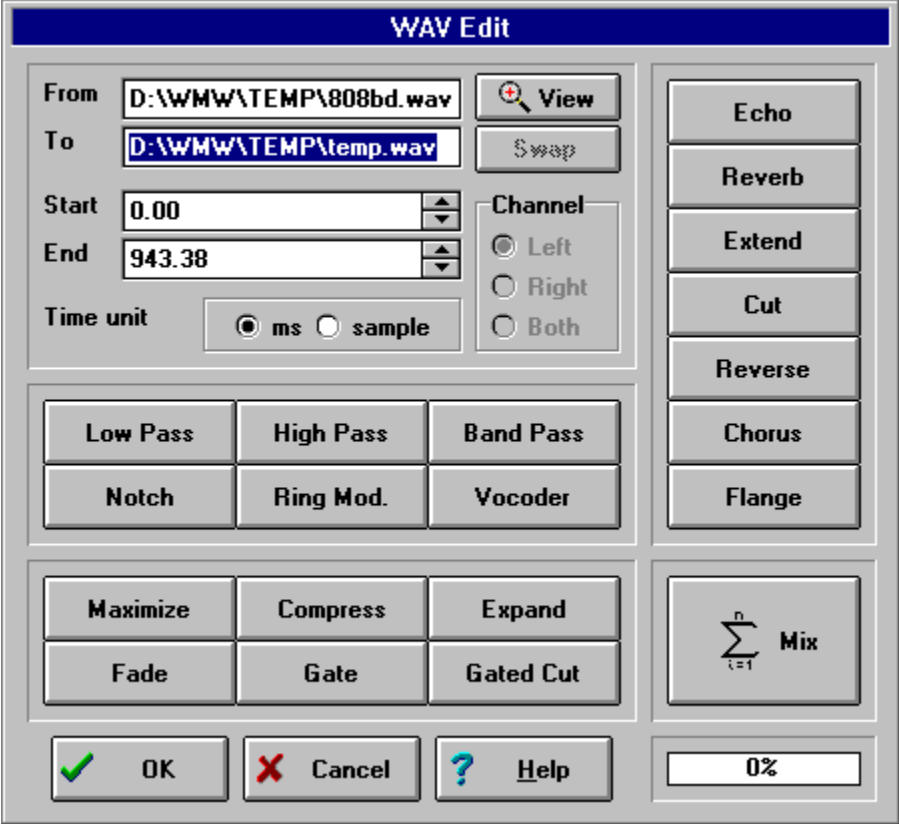 WAV Edit
From D:\WMW\TEMP\808bd.wav View
To D:\WMW\TEMP\temp.wav Swap
Start 0.00
End 943.38
Time unit ms sample
Channel
Left
Right
Both
Echo
Reverb
Extend
Cut
Reverse
Chorus
Flange
Low Pass High Pass Band Pass
Notch Ring Mod. Vocoder
Maximize Compress Expand
Fade Gate Gated Cut
n
∑ Mix
i=1
OK Cancel Help
0%